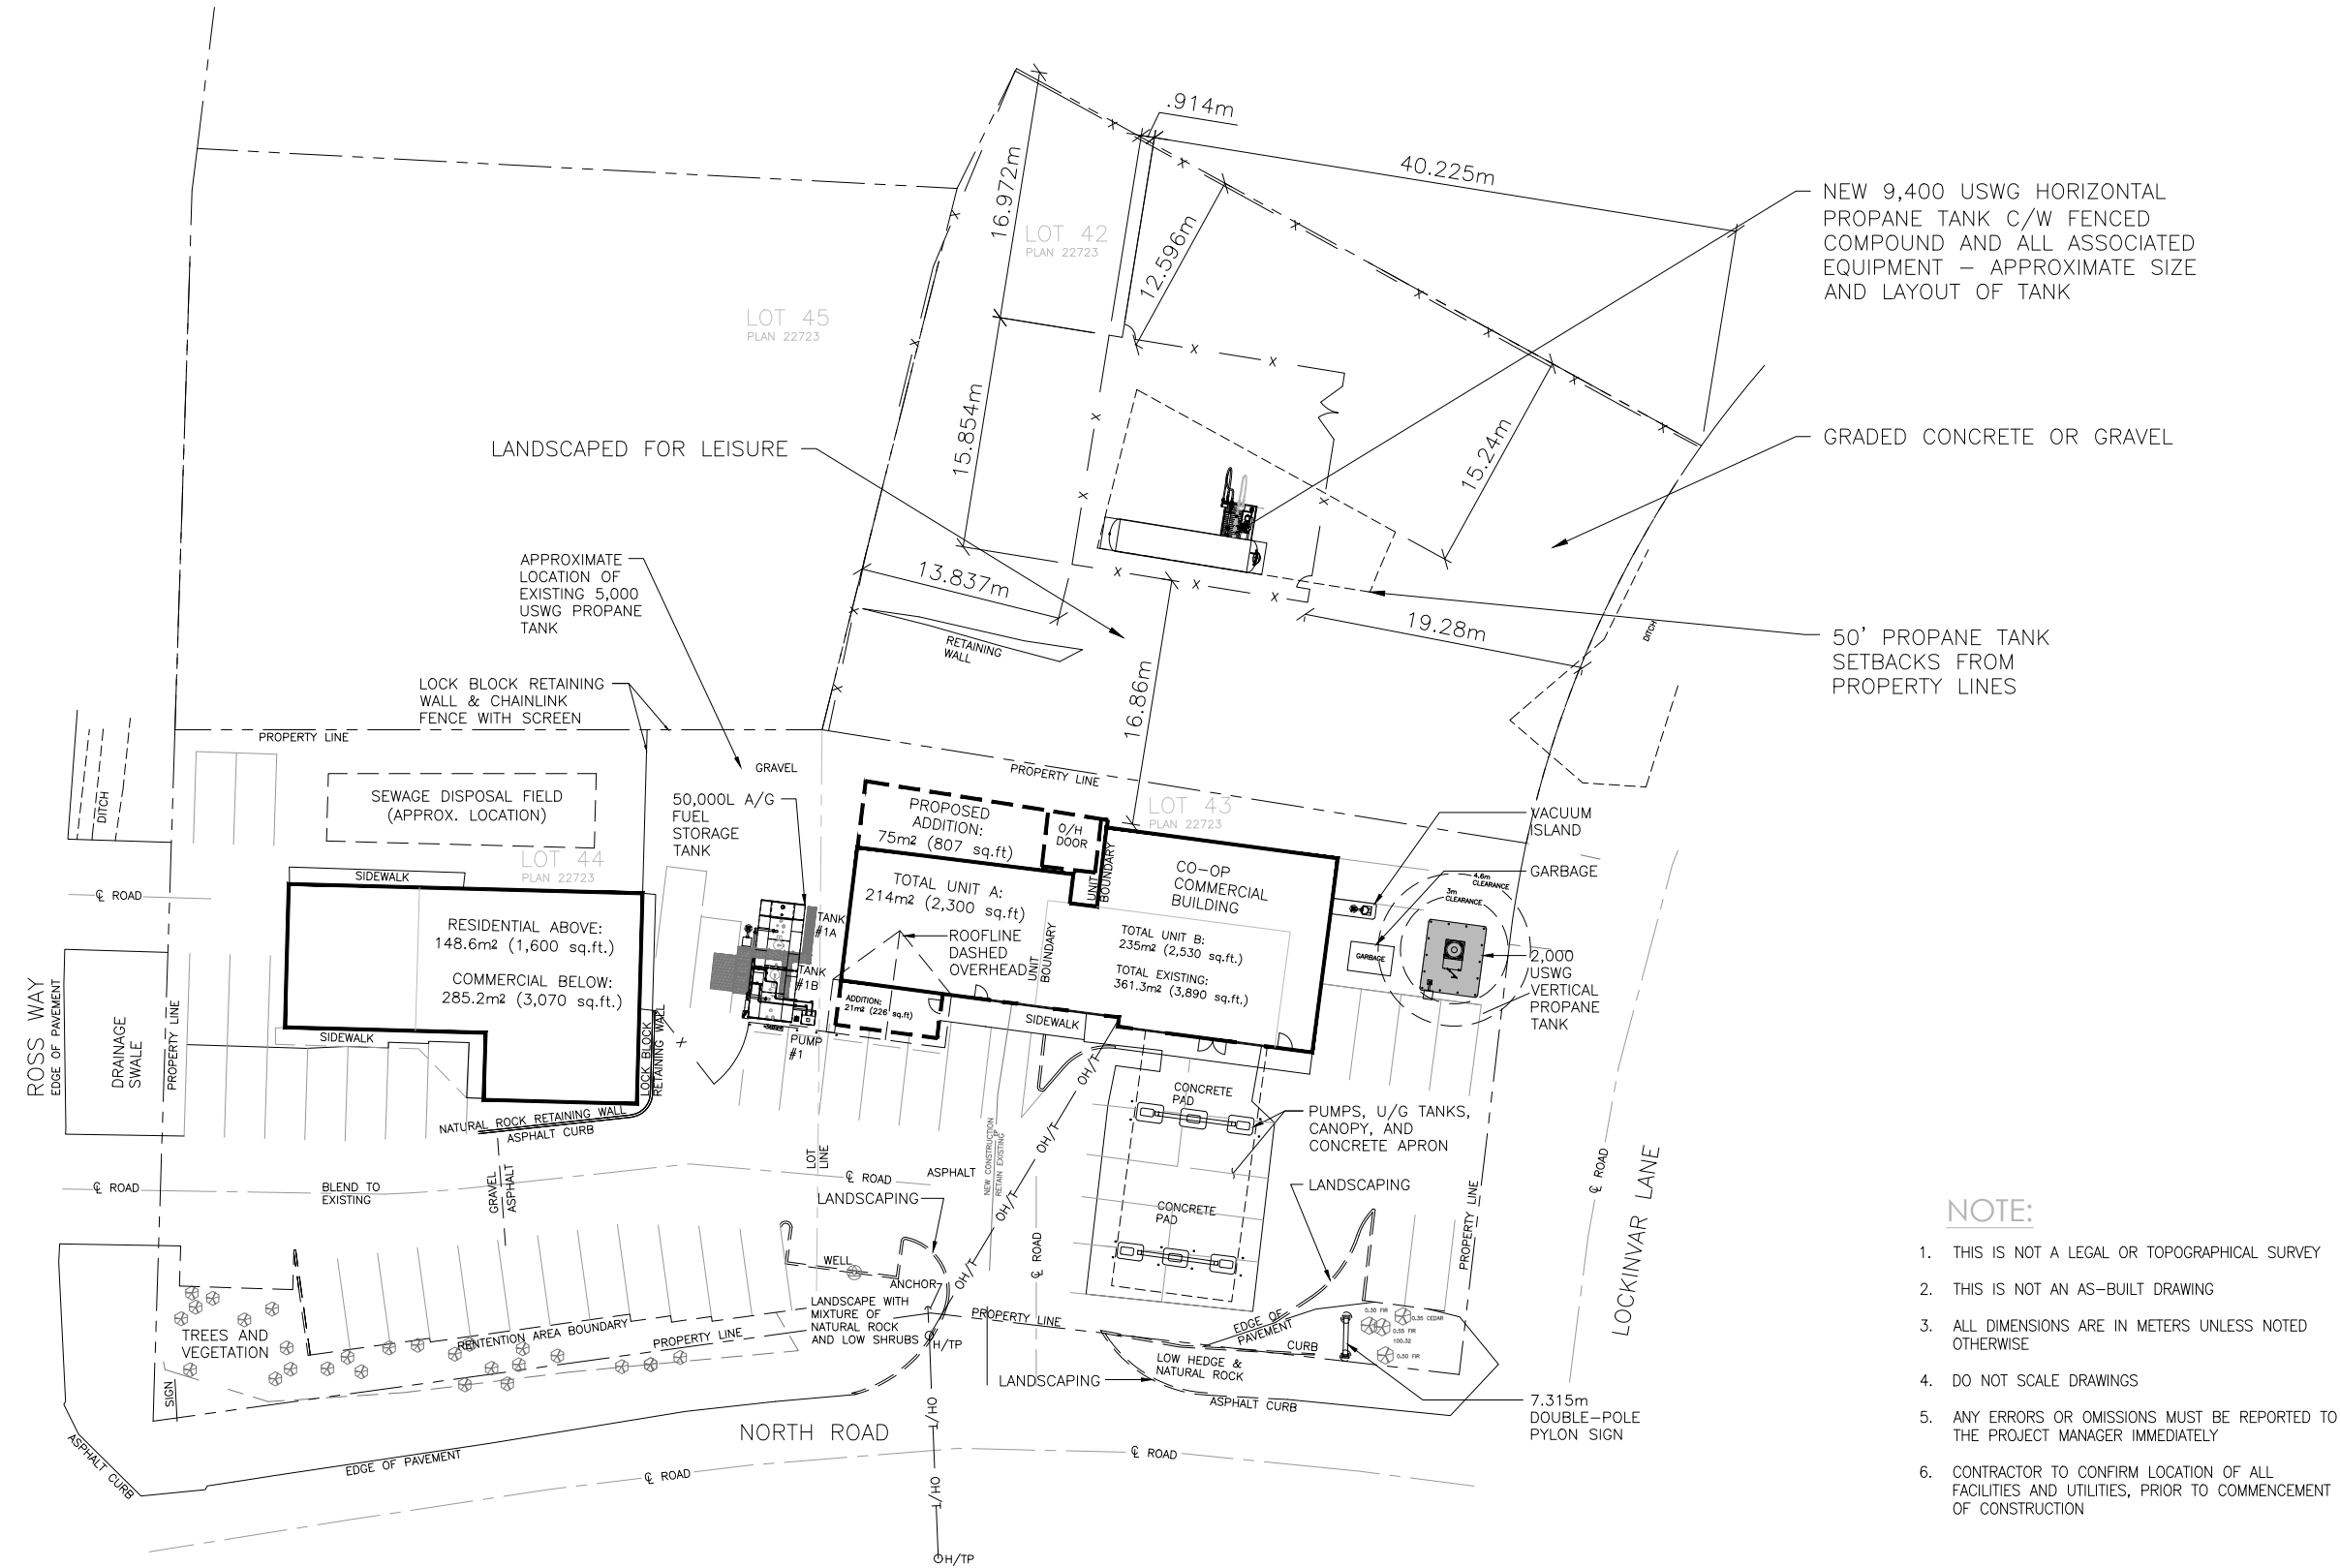 .914m
40.225m
16.972m
LOT 42
PLAN 22723
12.596m
NEW 9,400 USWG HORIZONTAL
PROPANE TANK C/W FENCED
COMPOUND AND ALL ASSOCIATED
EQUIPMENT – APPROXIMATE SIZE
AND LAYOUT OF TANK
LOT 45
PLAN 22723
15.854m
LANDSCAPED FOR LEISURE
15.24m
GRADED CONCRETE OR GRAVEL
APPROXIMATE
LOCATION OF
EXISTING 5,000
USWG PROPANE
TANK
13.837m
RETAINING
WALL
19.28m
DITCH
50' PROPANE TANK
SETBACKS FROM
PROPERTY LINES
16.86m
LOCK BLOCK RETAINING
WALL & CHAINLINK
FENCE WITH SCREEN
PROPERTY LINE
GRAVEL
PROPERTY LINE
DITCH
SEWAGE DISPOSAL FIELD
(APPROX. LOCATION)
50,000L A/G
FUEL
STORAGE
TANK
LOT 44
PLAN 22723
PROPOSED
ADDITION:
75m² (807 sq.ft)
O/H
DOOR
LOT 43
PLAN 22723
VACUUM
ISLAND
GARBAGE
4.6m
CLEARANCE
3m
CLEARANCE
SIDEWALK
℄ ROAD
RESIDENTIAL ABOVE:
148.6m² (1,600 sq.ft.)
COMMERCIAL BELOW:
285.2m² (3,070 sq.ft.)
TANK
#1A
TANK
#1B
PUMP
#1
TOTAL UNIT A:
214m² (2,300 sq.ft)
ROOFLINE
DASHED
OVERHEAD
UNIT
BOUNDARY
UNIT
BOUNDARY
CO-OP
COMMERCIAL
BUILDING
TOTAL UNIT B:
235m² (2,530 sq.ft.)
TOTAL EXISTING:
361.3m² (3,890 sq.ft.)
GARBAGE
2,000
USWG
VERTICAL
PROPANE
TANK
ADDITION:
21m² (226 sq.ft)
SIDEWALK
ROSS WAY
EDGE OF PAVEMENT
DRAINAGE
SWALE
PROPERTY LINE
SIDEWALK
LOCK BLOCK
RETAINING WALL
NATURAL ROCK RETAINING WALL
ASPHALT CURB
OH/T
CONCRETE
PAD
PUMPS, U/G TANKS,
CANOPY, AND
CONCRETE APRON
OH/T
NEW CONSTRUCTION
RETAIN EXISTING
LOT
LINE
℄ ROAD
ASPHALT
℄ ROAD
BLEND TO
EXISTING
GRAVEL
ASPHALT
LANDSCAPING
OH/T
CONCRETE
PAD
LANDSCAPING
PROPERTY LINE
℄ ROAD
LOCKINVAR LANE
WELL
ANCHOR
OH/T
℄ ROAD
LANDSCAPE WITH
MIXTURE OF
NATURAL ROCK
AND LOW SHRUBS
H/TP
PROPERTY LINE
TREES AND
VEGETATION
RENTENTION AREA BOUNDARY
PROPERTY LINE
EDGE OF
PAVEMENT
CURB
0.30 FIR
0.35 CEDAR
0.55 FIR
100.32
0.50 FIR
LOW HEDGE &
NATURAL ROCK
LANDSCAPING
ASPHALT CURB
SIGN
7.315m
DOUBLE-POLE
PYLON SIGN
OH/T
NORTH ROAD
ASPHALT CURB
EDGE OF PAVEMENT
℄ ROAD
℄ ROAD
OH/T
H/TP
NOTE:
1. THIS IS NOT A LEGAL OR TOPOGRAPHICAL SURVEY
2. THIS IS NOT AN AS-BUILT DRAWING
3. ALL DIMENSIONS ARE IN METERS UNLESS NOTED
OTHERWISE
4. DO NOT SCALE DRAWINGS
5. ANY ERRORS OR OMISSIONS MUST BE REPORTED TO
THE PROJECT MANAGER IMMEDIATELY
6. CONTRACTOR TO CONFIRM LOCATION OF ALL
FACILITIES AND UTILITIES, PRIOR TO COMMENCEMENT
OF CONSTRUCTION